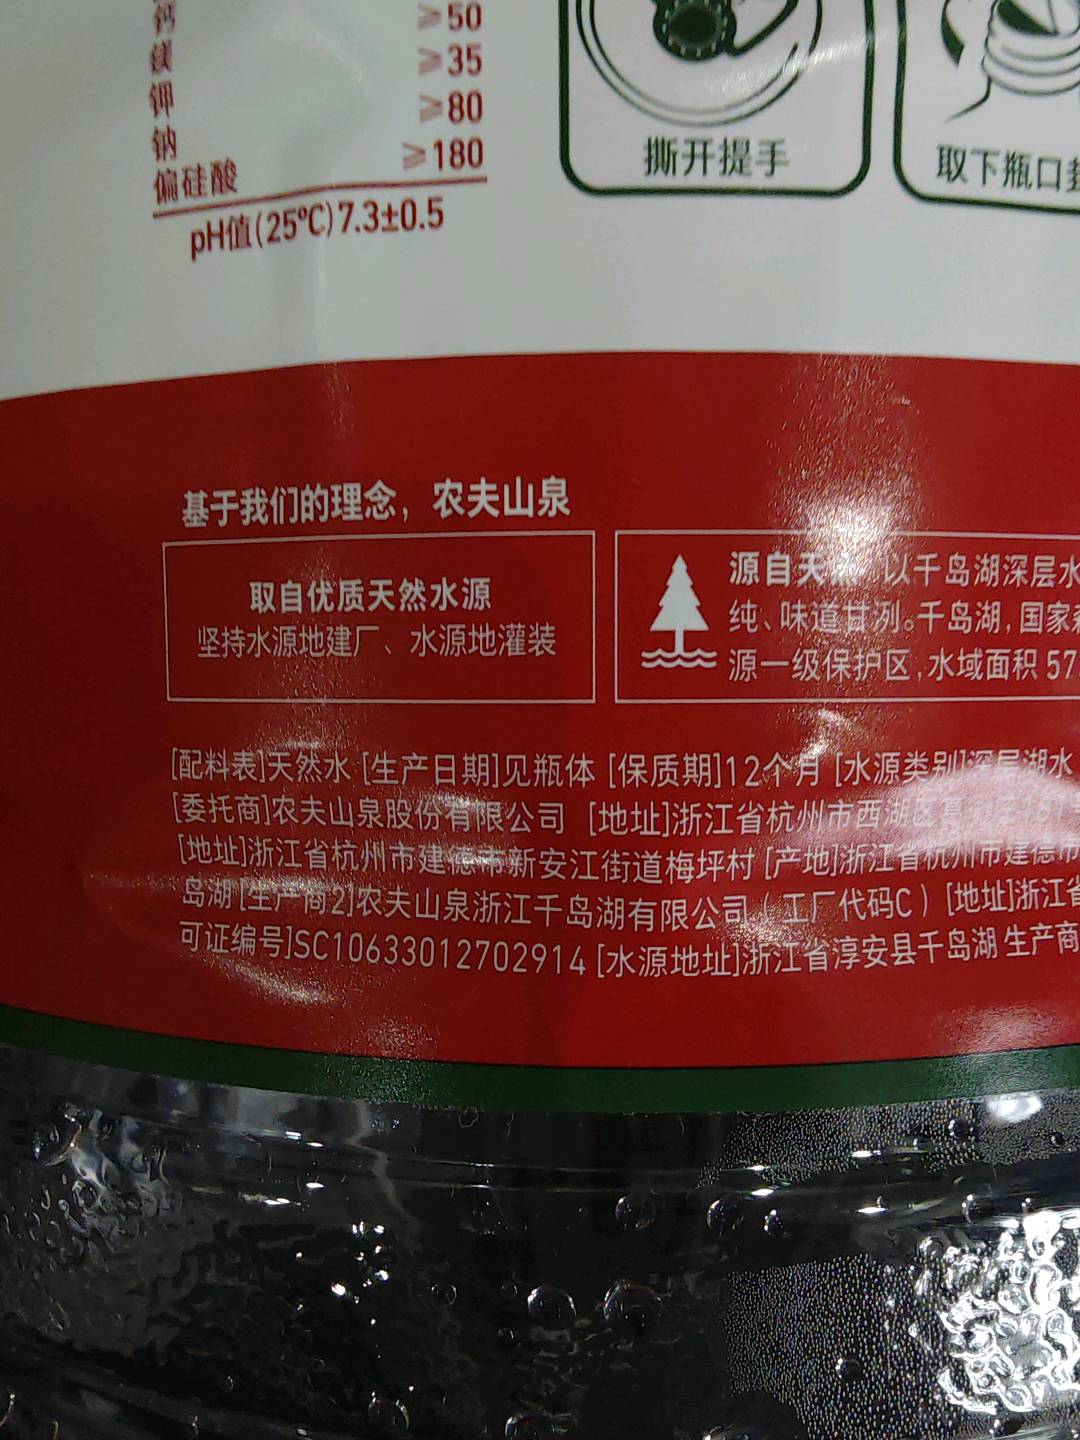 钙
≥50
镁
≥35
钾
≥80
钠
≥180
偏硅酸
pH值(25℃)7.3±0.5
撕开提手
取下瓶口
基于我们的理念，农夫山泉
取自优质天然水源
坚持水源地建厂、水源地灌装
源自天 以千岛湖深层水
纯、味道甘冽。千岛湖,国家
源一级保护区,水域面积57
[配料表]天然水 [生产日期]见瓶体 [保质期]12个月 [水源类别]深层湖水
[委托商]农夫山泉股份有限公司 [地址]浙江省杭州市西湖区
[地址]浙江省杭州市建德市新安江街道梅坪村 [产地]浙江省杭州市建德市
岛湖 [生产商2]农夫山泉浙江千岛湖有限公司（工厂代码C）[地址]浙江省
可证编号]SC10633012702914 [水源地址]浙江省淳安县千岛湖 生产商